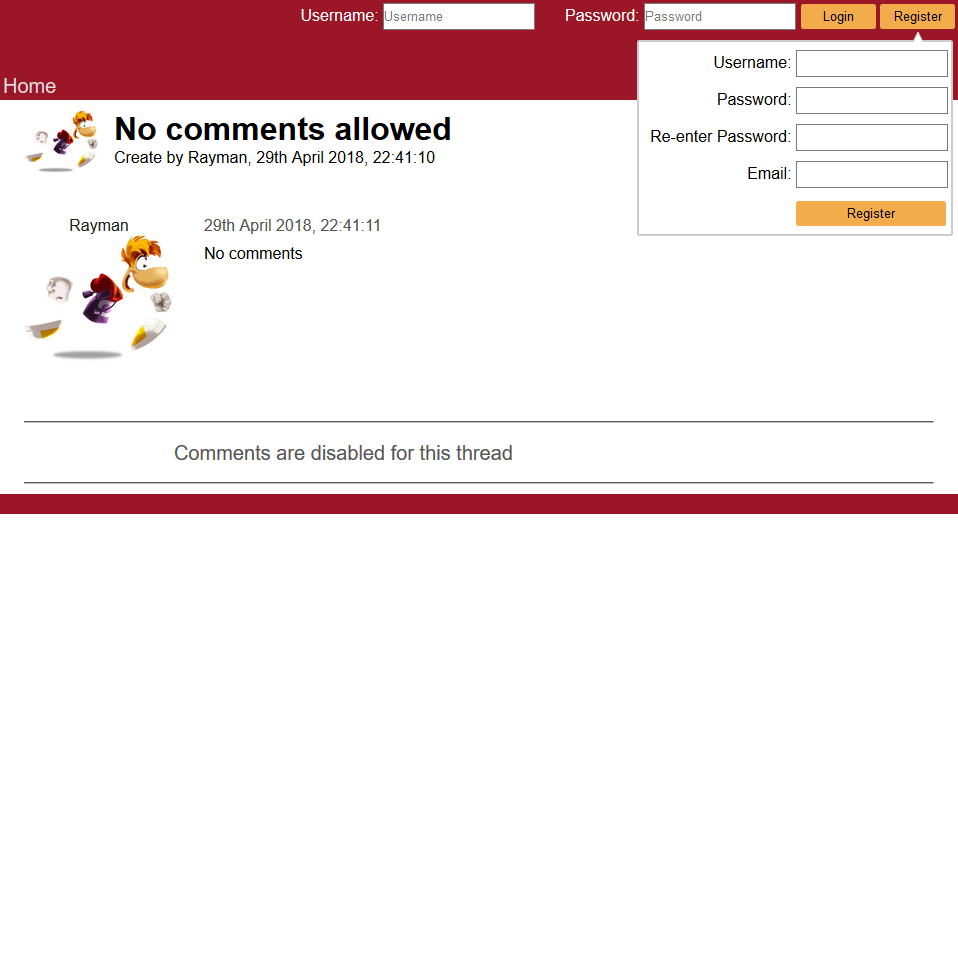 Username: Username Password: Password Login Register
Home
Username:
Password:
Re-enter Password:
Email:
Register
No comments allowed
Create by Rayman, 29th April 2018, 22:41:10
Rayman
29th April 2018, 22:41:11
No comments
Comments are disabled for this thread